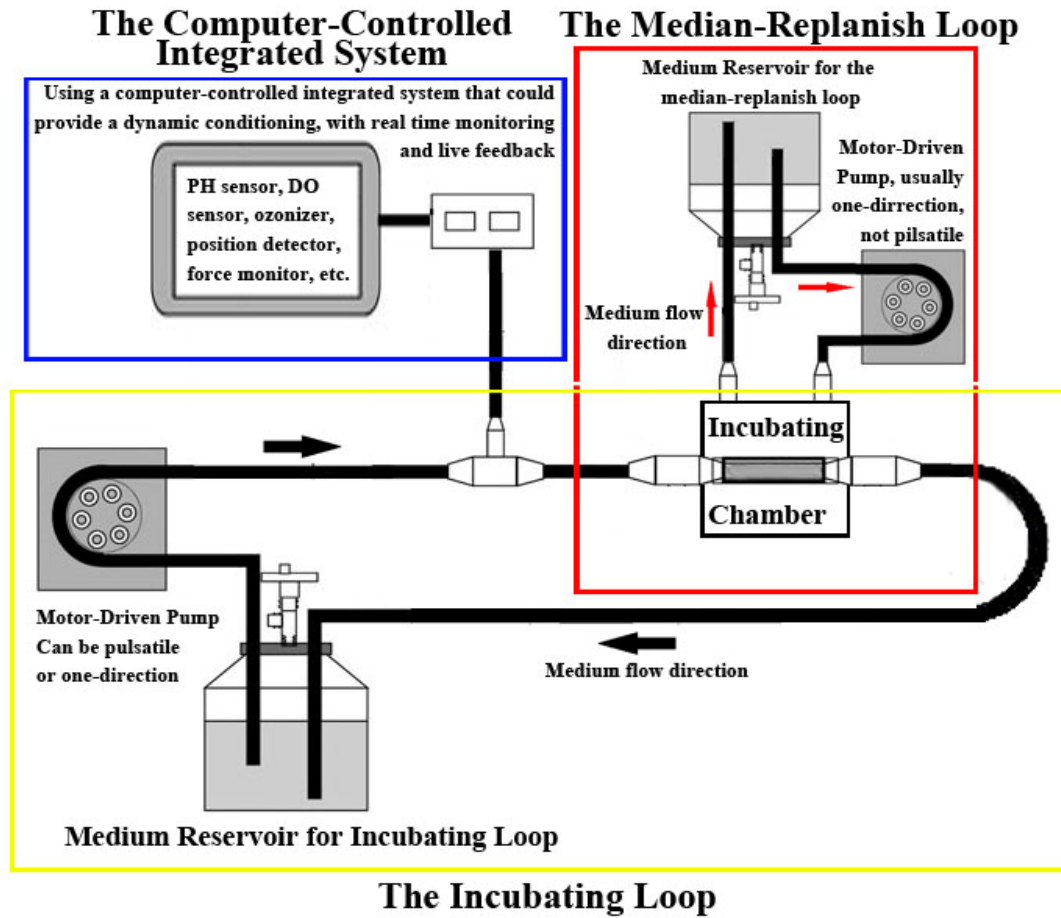 The Computer-Controlled
Integrated System
Using a computer-controlled integrated system that could
provide a dynamic conditioning, with real time monitoring
and live feedback
PH sensor, DO
sensor, ozonizer,
position detector,
force monitor, etc.
The Median-Replanish Loop
Medium Reservoir for the
median-replanish loop
Motor-Driven
Pump, usually
one-dirrection,
not pilsatile
Medium flow
direction
Incubating
Chamber
Motor-Driven Pump
Can be pulsatile
or one-direction
Medium flow direction
Medium Reservoir for Incubating Loop
The Incubating Loop